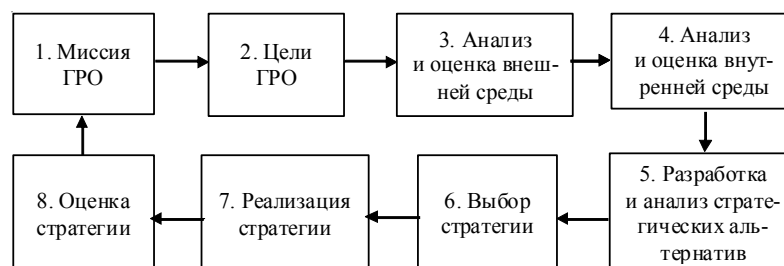 1. Миссия
ГРО
2. Цели
ГРО
3. Анализ
и оценка внеш-
ней среды
4. Анализ
и оценка внут-
ренней среды
5. Разработка
и анализ страте-
гических аль-
тернатив
6. Выбор
стратегии
7. Реализация
стратегии
8. Оценка
стратегии